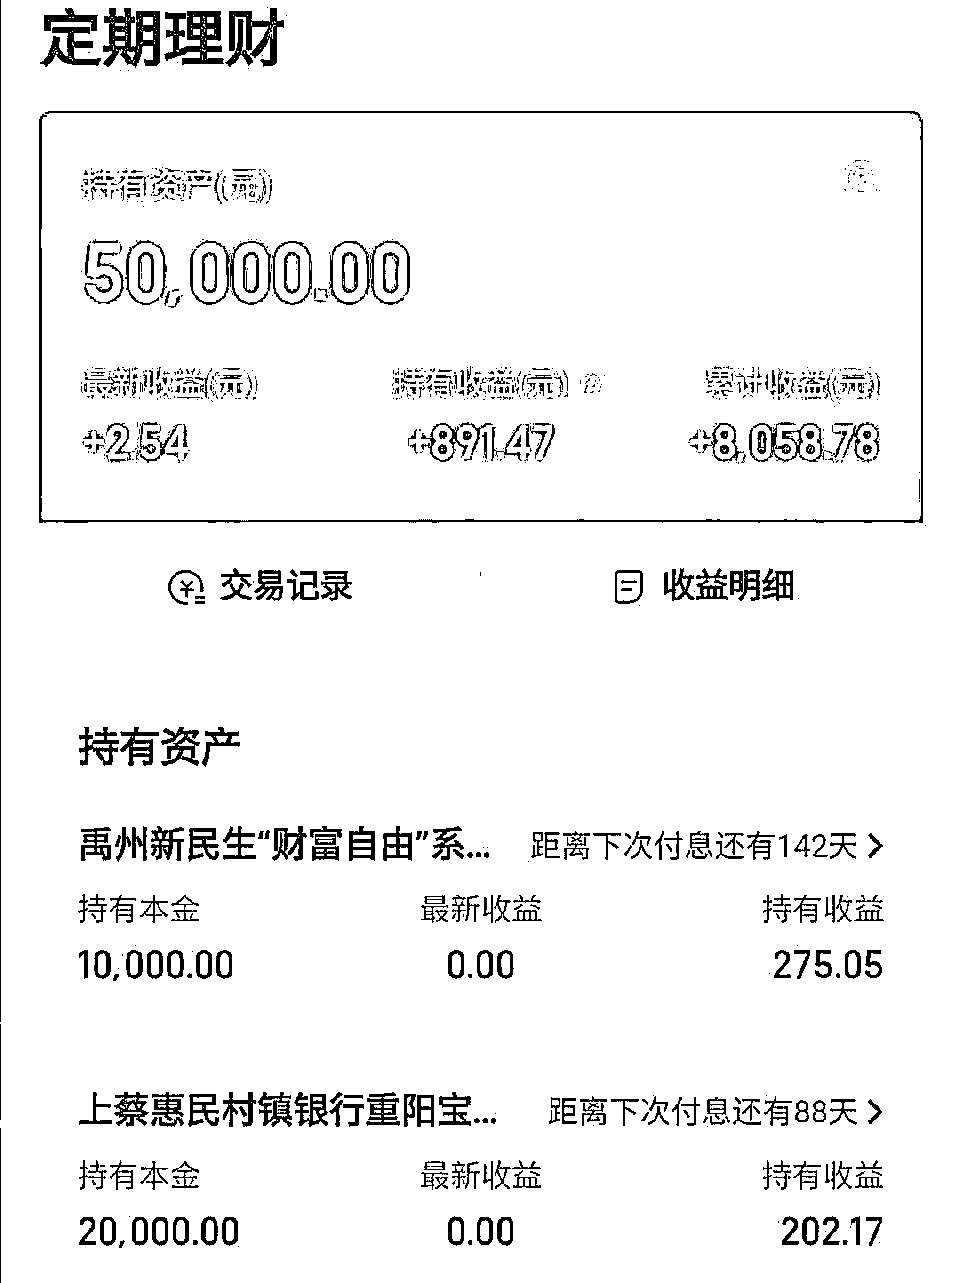 定期理财
持有资产(元)
50,000.00
最新收益(元) 持有收益(元) 累计收益(元)
+2.54 +891.47 +8,058.78
交易记录 收益明细
持有资产
禹州新民生“财富自由”系... 距离下次付息还有142天
持有本金 最新收益 持有收益
10,000.00 0.00 275.05
上蔡惠民村镇银行重阳宝... 距离下次付息还有88天
持有本金 最新收益 持有收益
20,000.00 0.00 202.17